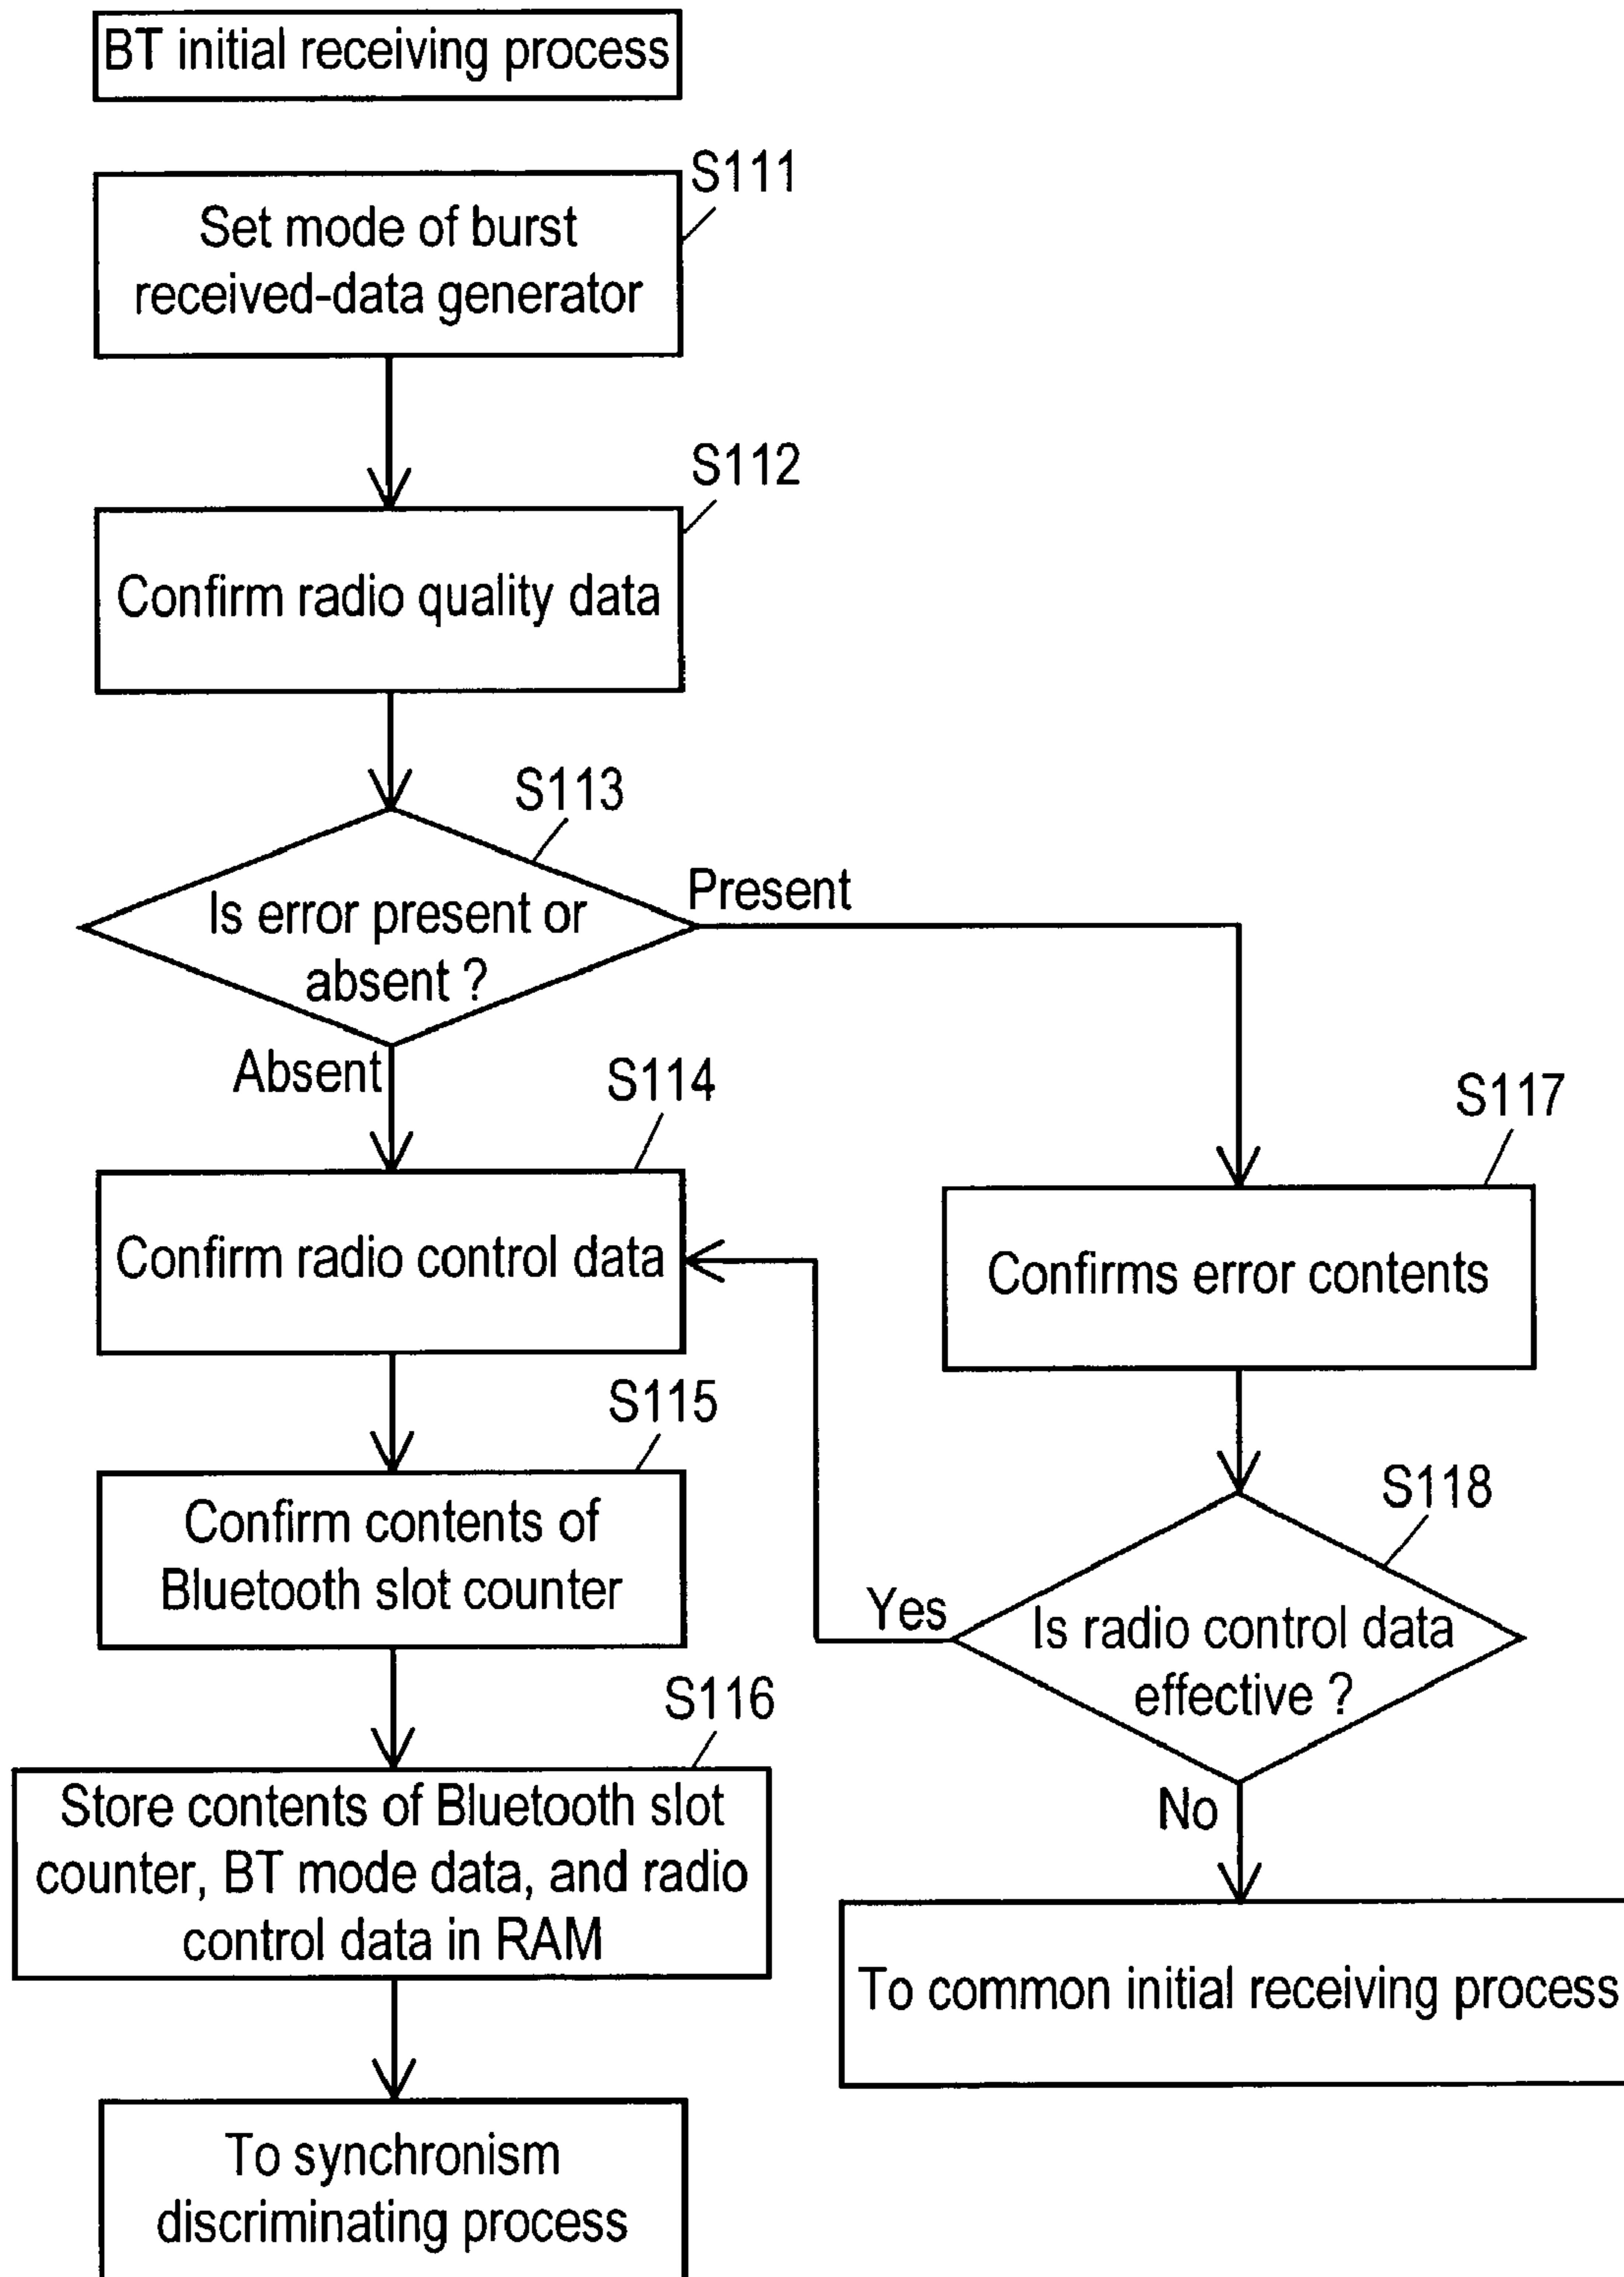 BT initial receiving process
S111
Set mode of burst
received-data generator
S112
Confirm radio quality data
S113
Is error present or
absent ?
Present
Absent
S114
Confirm radio control data
S117
Confirms error contents
S115
Confirm contents of
Bluetooth slot counter
S118
Is radio control data
effective ?
Yes
No
S116
Store contents of Bluetooth slot
counter, BT mode data, and radio
control data in RAM
To common initial receiving process
To synchronism
discriminating process